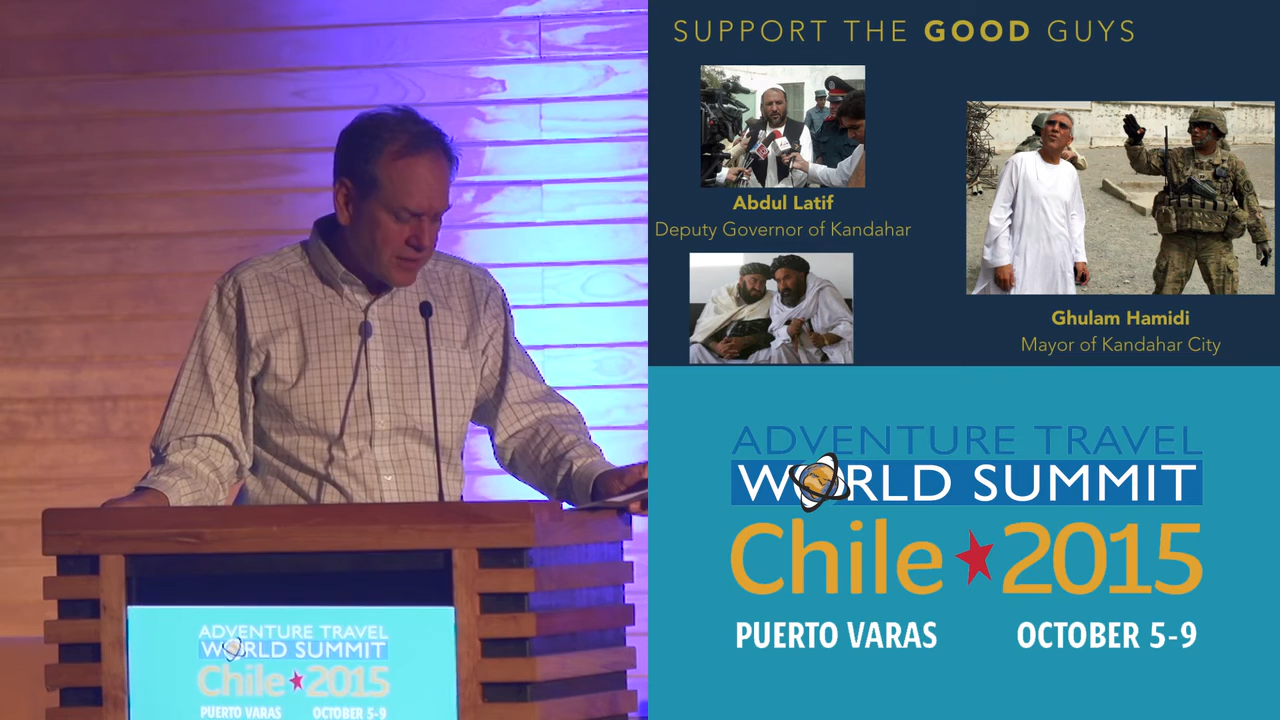 SUPPORT THE GOOD GUYS
Abdul Latif
Deputy Governor of Kandahar
Ghulam Hamidi
Mayor of Kandahar City
ADVENTURE TRAVEL
WORLD SUMMIT
Chile 2015
PUERTO VARAS OCTOBER 5-9
ADVENTURE TRAVEL
WORLD SUMMIT
Chile 2015
PUERTO VARAS OCTOBER 5-9